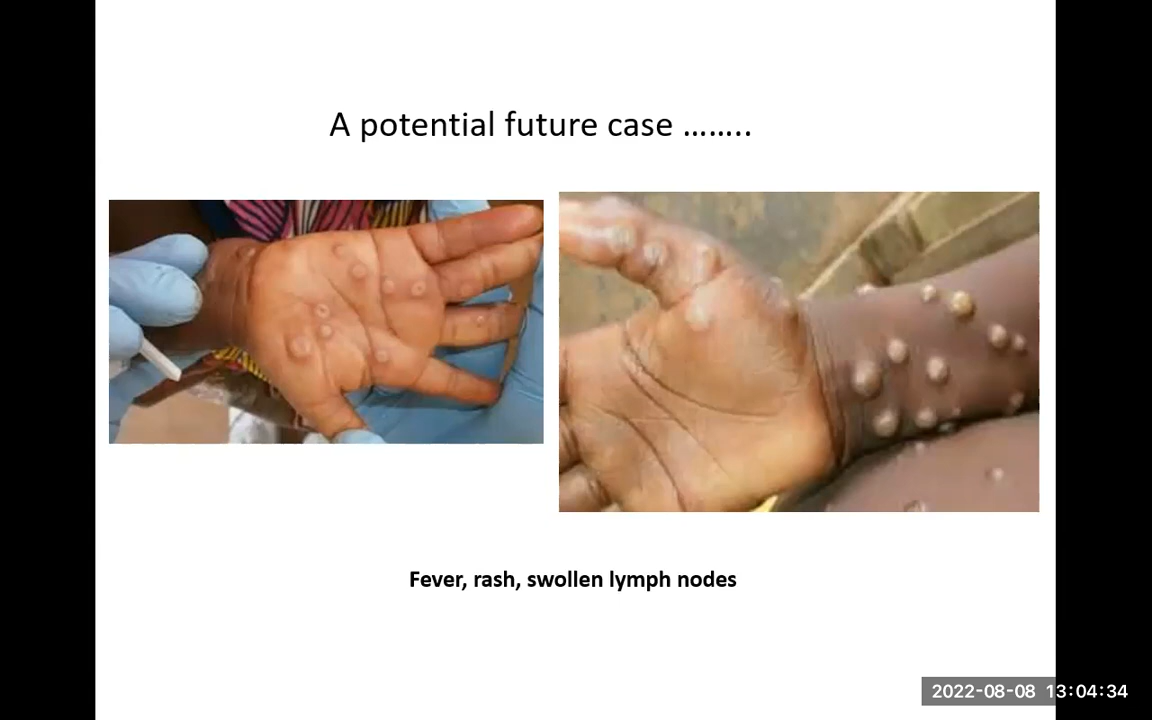 A potential future case ........
Fever, rash, swollen lymph nodes
2022-08-08 13:04:34